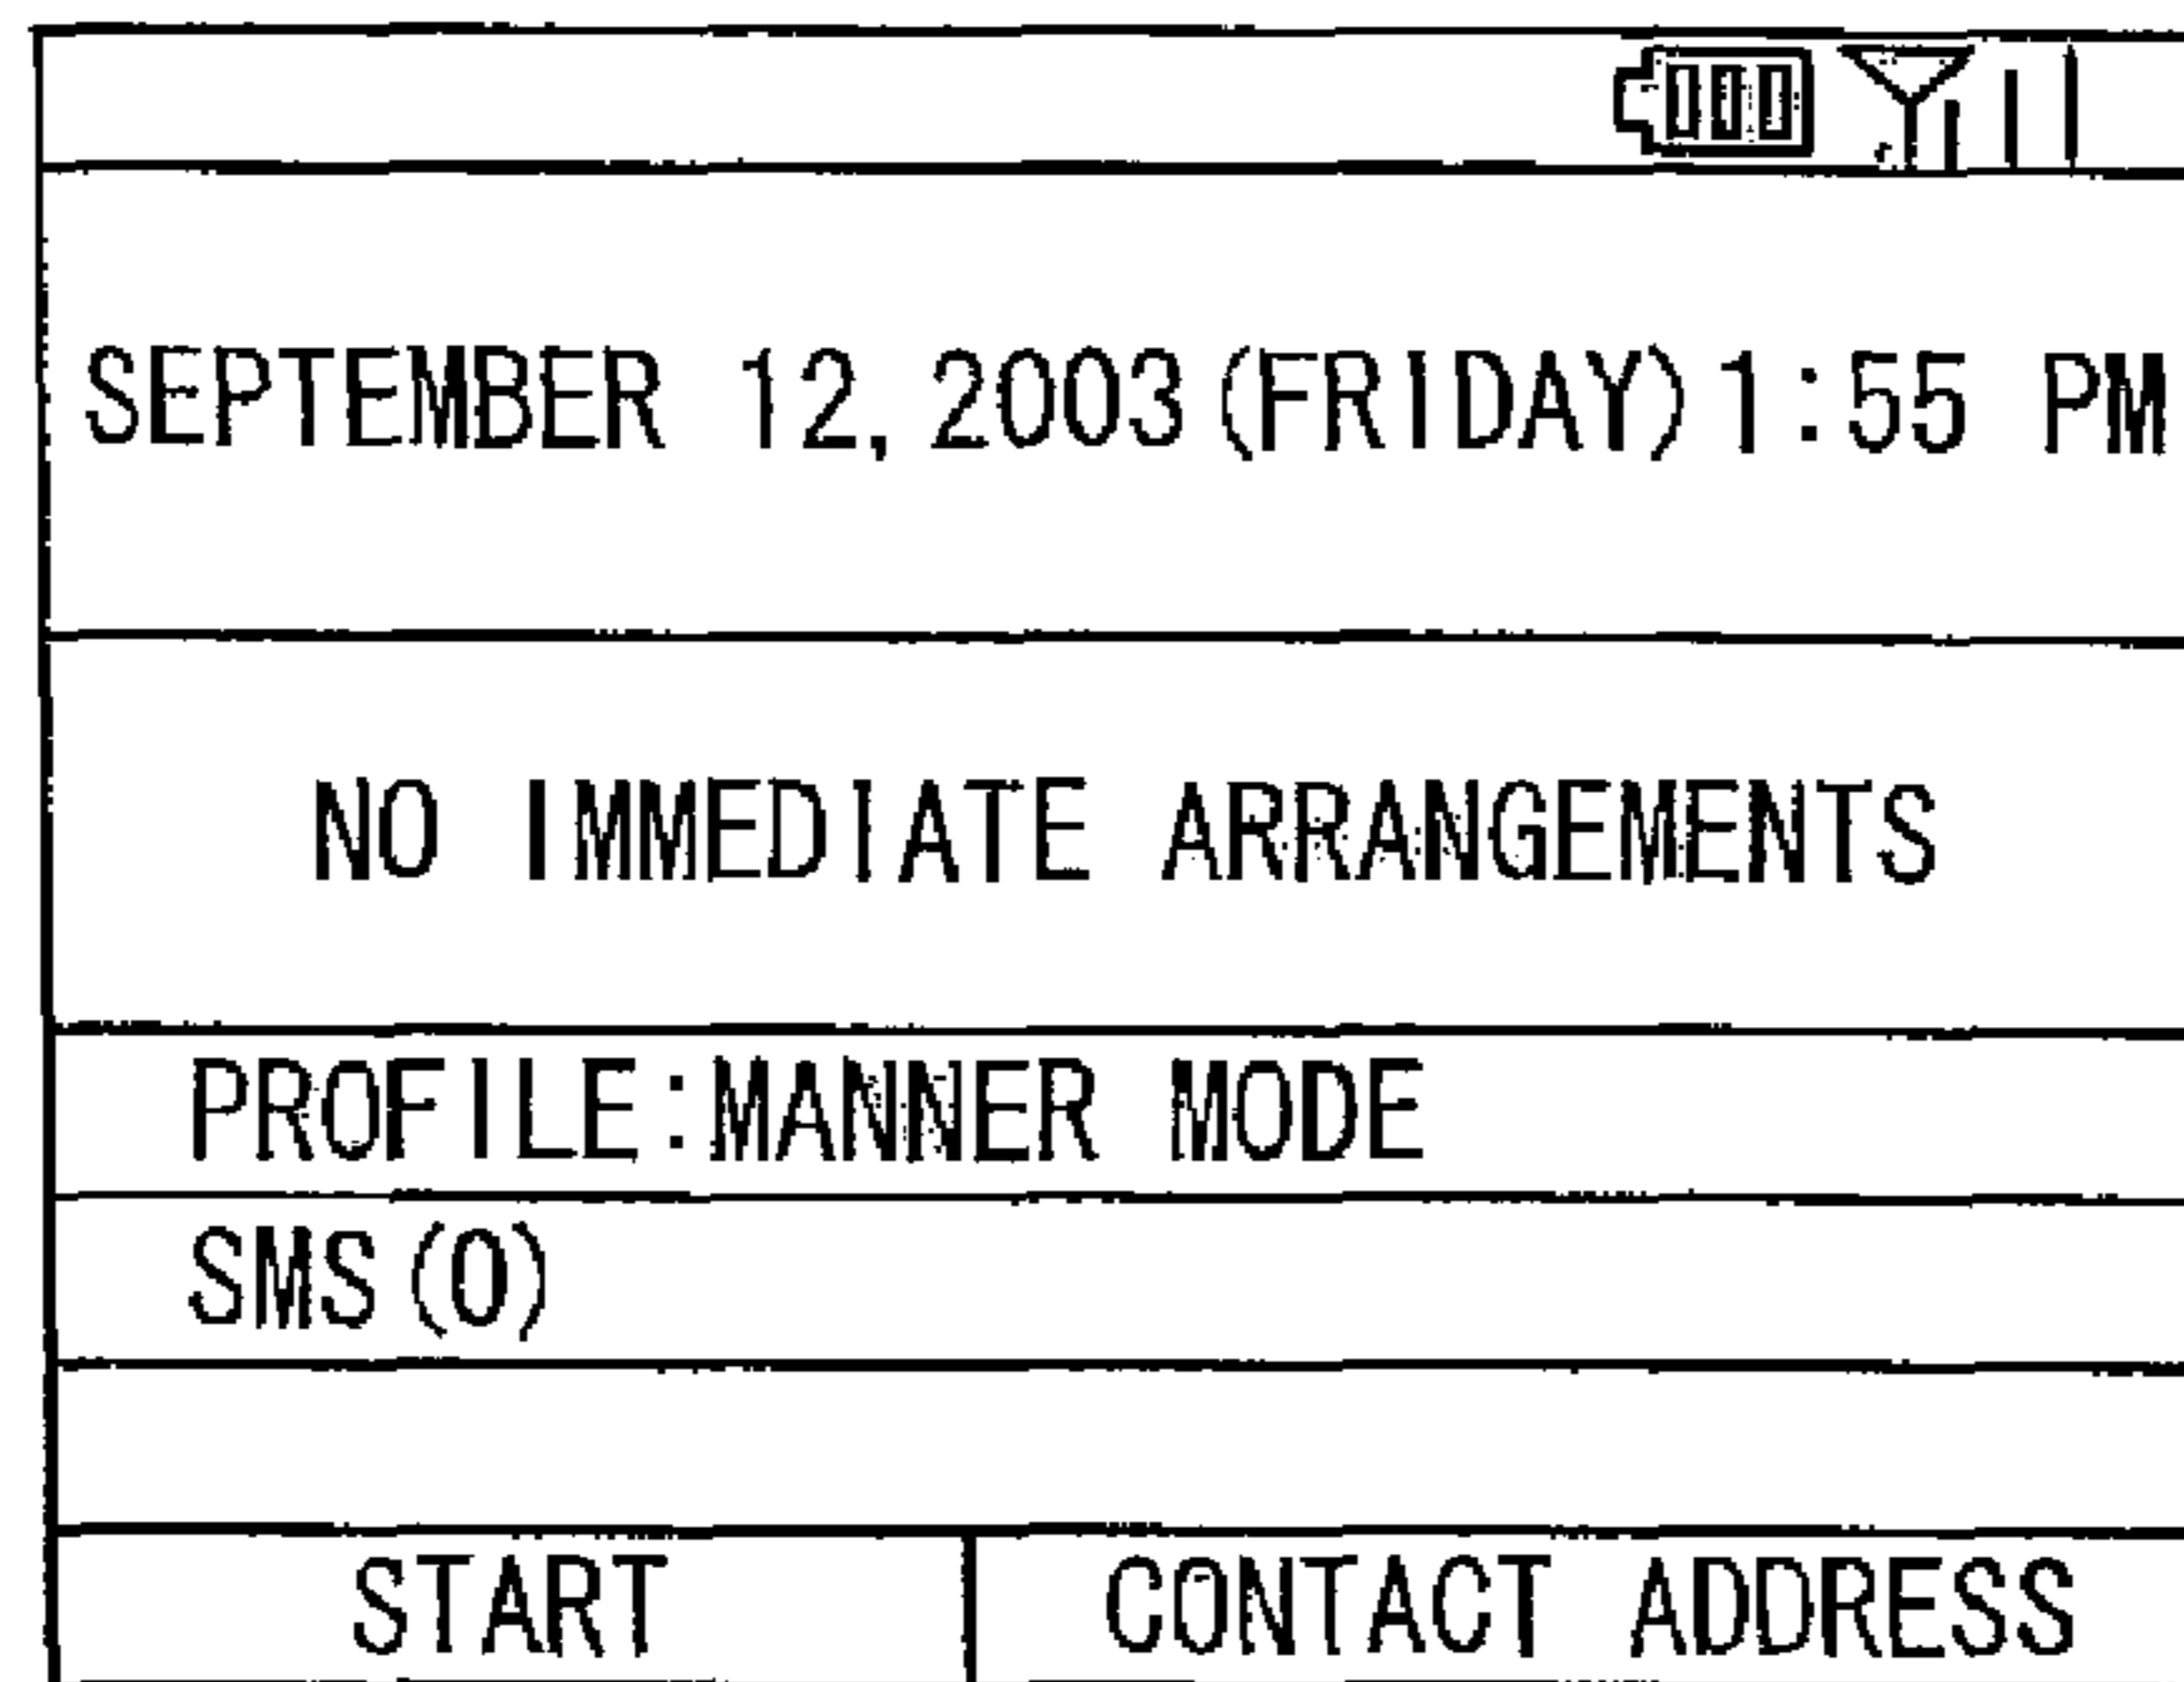 SEPTEMBER 12,2003(FRIDAY)1:55 PM
NO IMMEDIATE ARRANGEMENTS
PROFILE:MANNER MODE
SMS(0)
START CONTACT ADDRESS